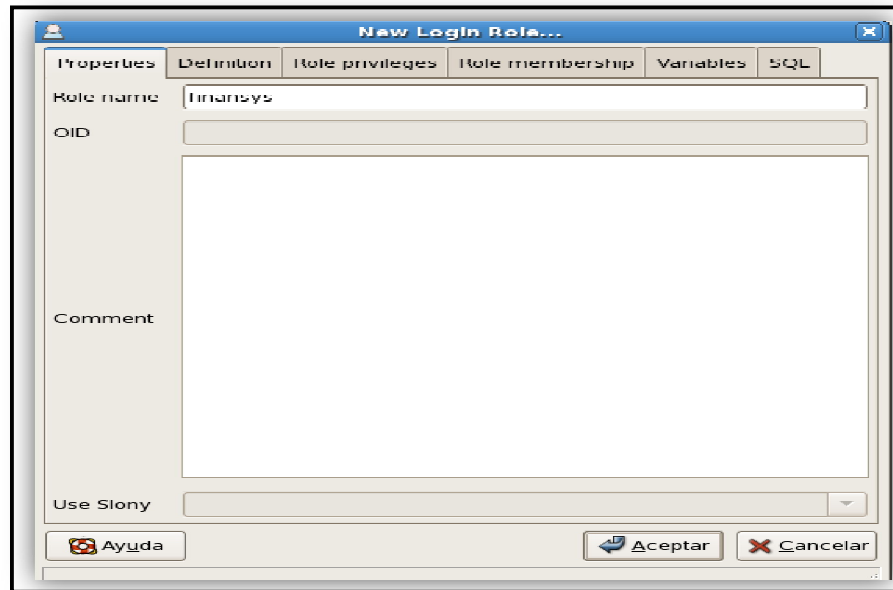 New Login Role...
Properties Definition Role privileges Role membership Variables SQL
Role name finansys
OID
Comment
Use Slony
Ayuda Aceptar Cancelar